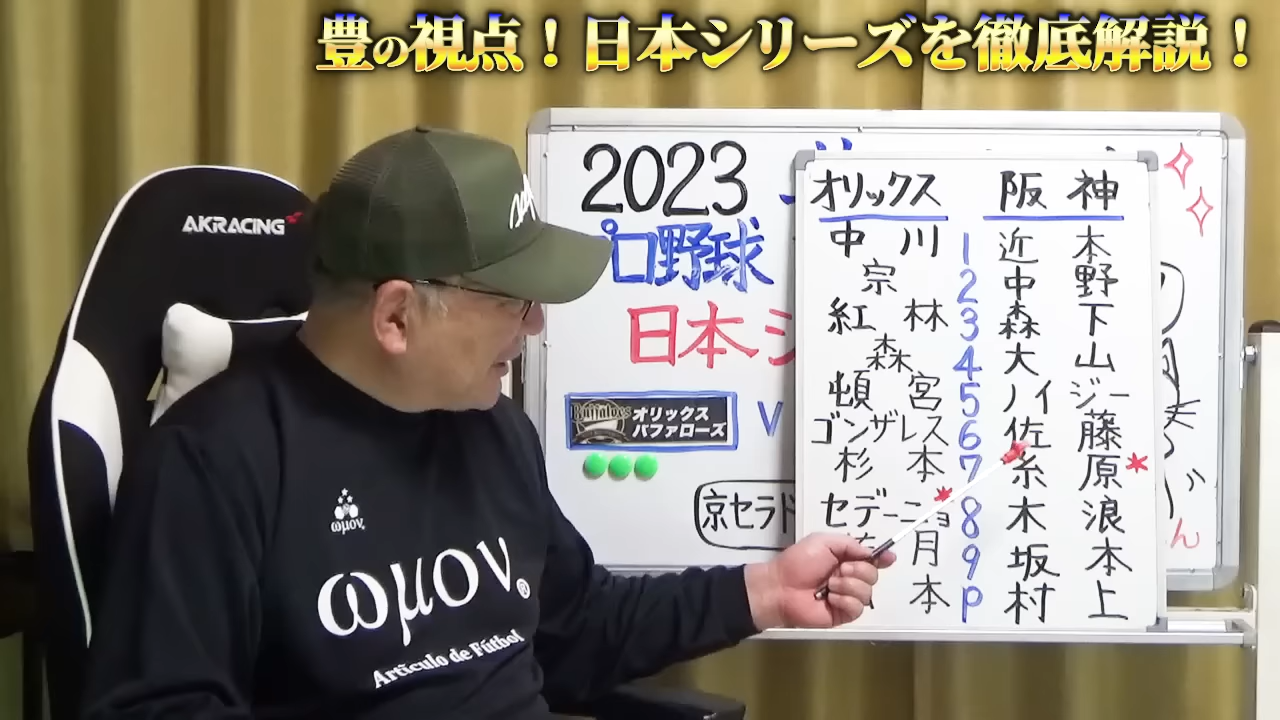 豊の視点！日本シリーズを徹底解説！
2023
プロ野球
日本シ
オリックス
バファローズ
V
京セラド
オリックス 阪神
中川 1 近本
宗 2 中野
紅林 3 森下
森 4 大山
頓宮 5 ノイジー
ゴンザレス 6 佐藤
杉本 7 糸原*
セデーニョ* 8 木浪
月 9 坂本
本 P 村上
ん
AKRACING
ωμον
ωμον®
Artículo de Fútbol